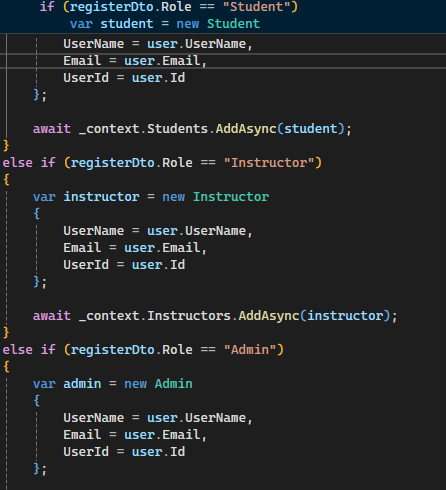 if (registerDto.Role == "Student")
var student = new Student
UserName = user.UserName,
Email = user.Email,
UserId = user.Id
};
await _context.Students.AddAsync(student);
}
else if (registerDto.Role == "Instructor")
{
var instructor = new Instructor
{
UserName = user.UserName,
Email = user.Email,
UserId = user.Id
};
await _context.Instructors.AddAsync(instructor);
}
else if (registerDto.Role == "Admin")
{
var admin = new Admin
{
UserName = user.UserName,
Email = user.Email,
UserId = user.Id
};